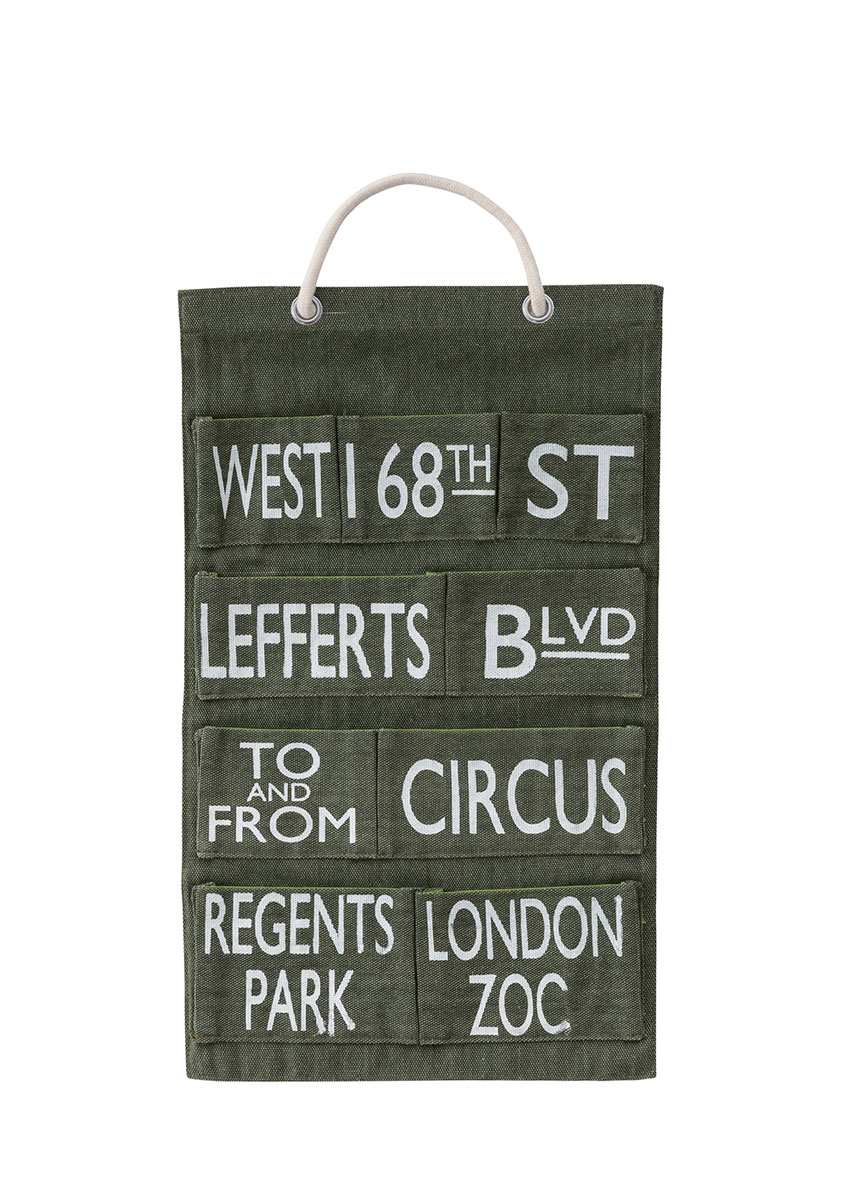 WEST 168TH ST
LEFFERTS BLVD
TO AND FROM CIRCUS
REGENTS PARK
LONDON ZOC